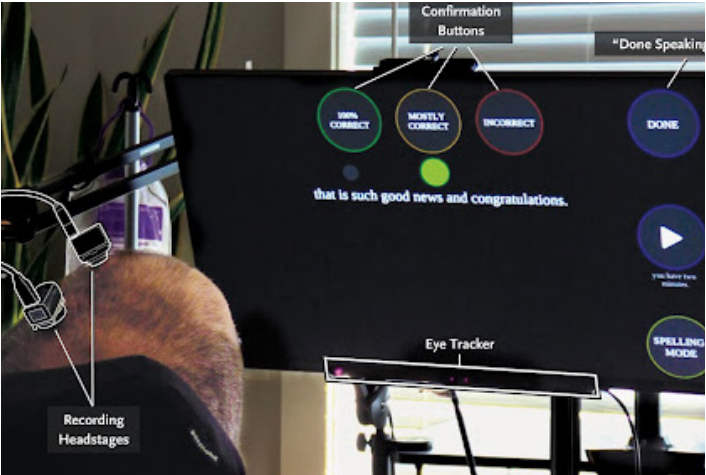 Confirmation
Buttons
"Done Speaking
100%
CORRECT
MOSTLY
CORRECT
INCORRECT
DONE
that is such good news and congratulations.
you have two
minutes.
SPELLING
MODE
Eye Tracker
Recording
Headstages